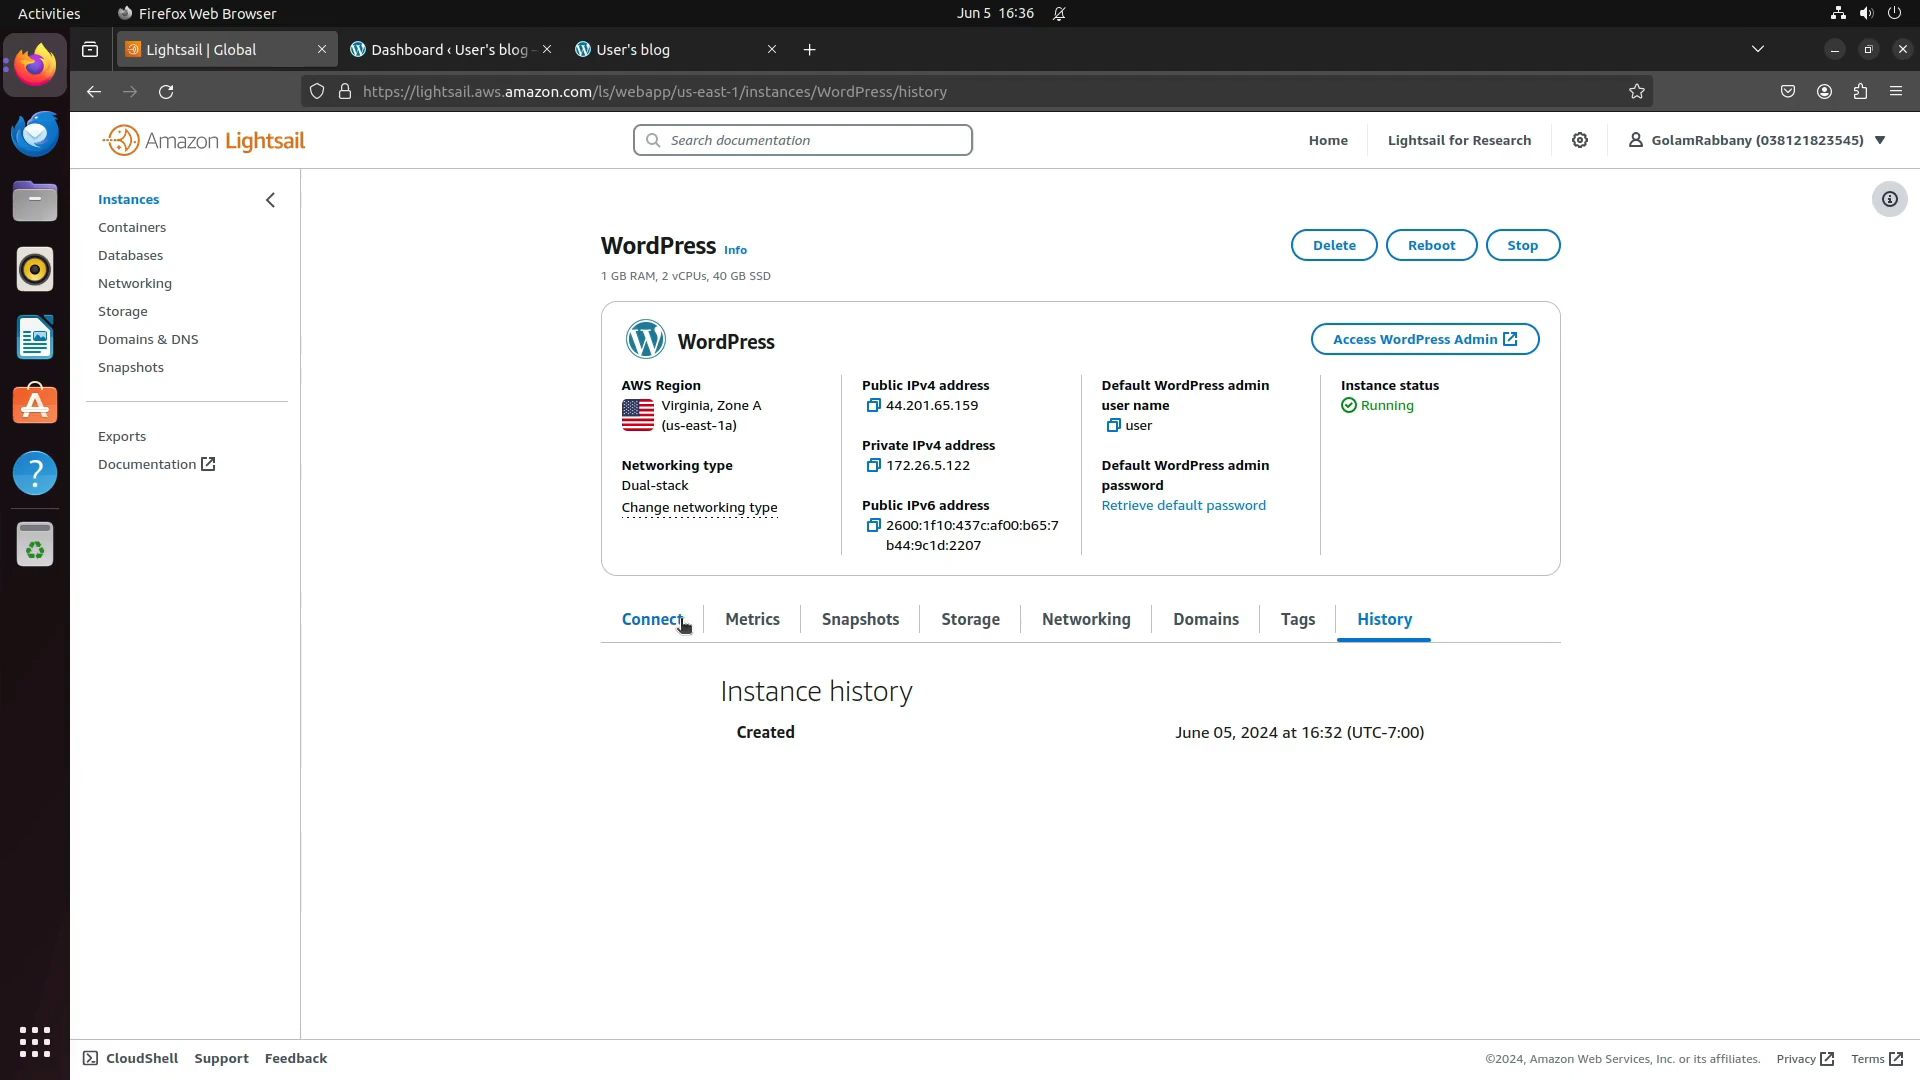 Activities
Firefox Web Browser
Jun 5 16:36
Lightsail | Global
Dashboard ‹ User's blog
User's blog
https://lightsail.aws.amazon.com/ls/webapp/us-east-1/instances/WordPress/history
Amazon Lightsail
Search documentation
Home
Lightsail for Research
GolamRabbany (038121823545)
Instances
Containers
Databases
Networking
Storage
Domains & DNS
Snapshots
Exports
Documentation
WordPress Info
1 GB RAM, 2 vCPUs, 40 GB SSD
Delete
Reboot
Stop
WordPress
Access WordPress Admin
AWS Region
Virginia, Zone A
(us-east-1a)
Networking type
Dual-stack
Change networking type
Public IPv4 address
44.201.65.159
Private IPv4 address
172.26.5.122
Public IPv6 address
2600:1f10:437c:af00:b65:7
b44:9c1d:2207
Default WordPress admin
user name
user
Default WordPress admin
password
Retrieve default password
Instance status
Running
Connect
Metrics
Snapshots
Storage
Networking
Domains
Tags
History
Instance history
Created
June 05, 2024 at 16:32 (UTC-7:00)
CloudShell
Support
Feedback
©2024, Amazon Web Services, Inc. or its affiliates.
Privacy
Terms